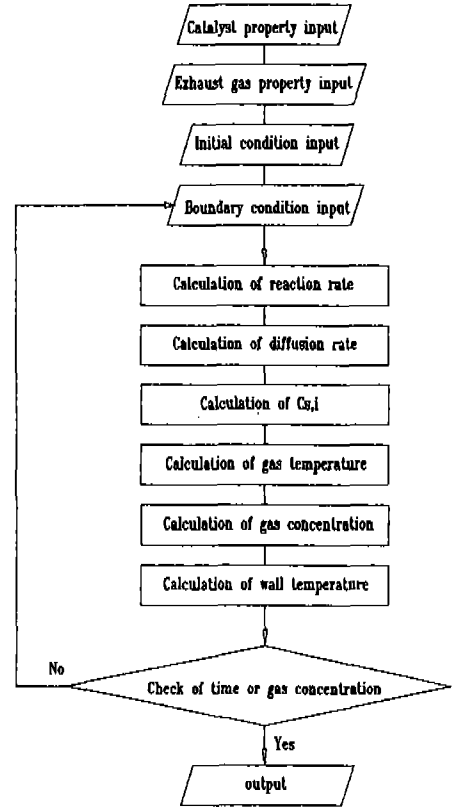 Catalyst property input
Exhaust gas property input
Initial condition input
Boundary condition input
Calculation of reaction rate
Calculation of diffusion rate
Calculation of Cs,i
Calculation of gas temperature
Calculation of gas concentration
Calculation of wall temperature
No
Check of time or gas concentration
Yes
output